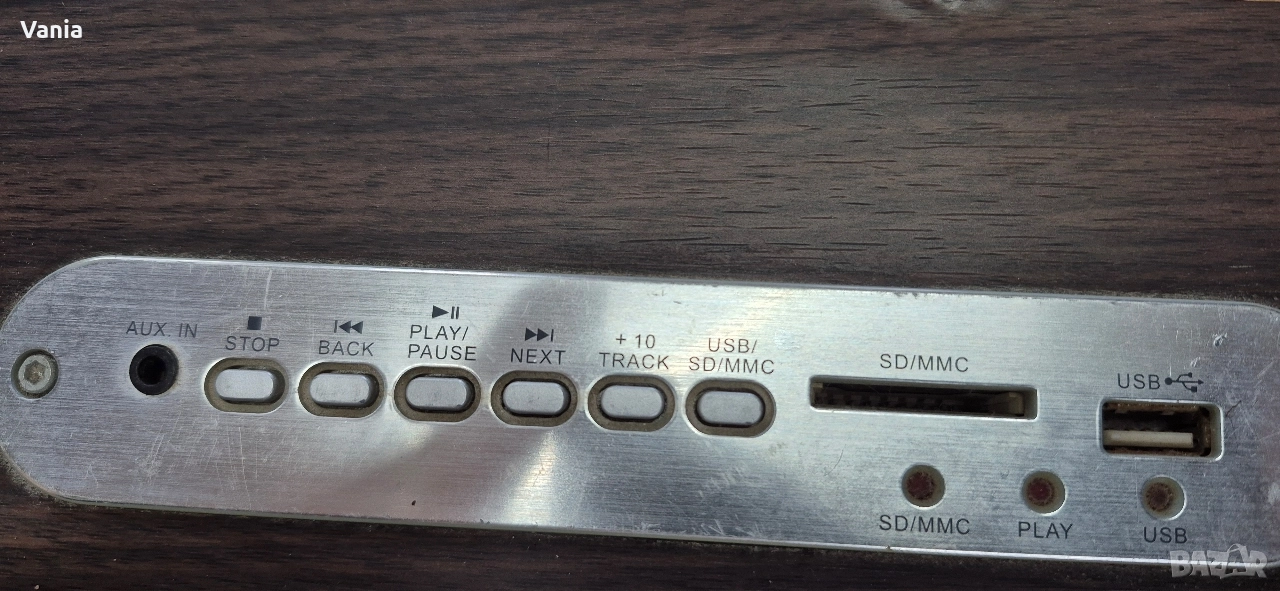 Vania
AUX IN
STOP
BACK
PLAY/
PAUSE
NEXT
+ 10
TRACK
USB/
SD/MMC
SD/MMC
USB
SD/MMC
PLAY
USB
BAZAR